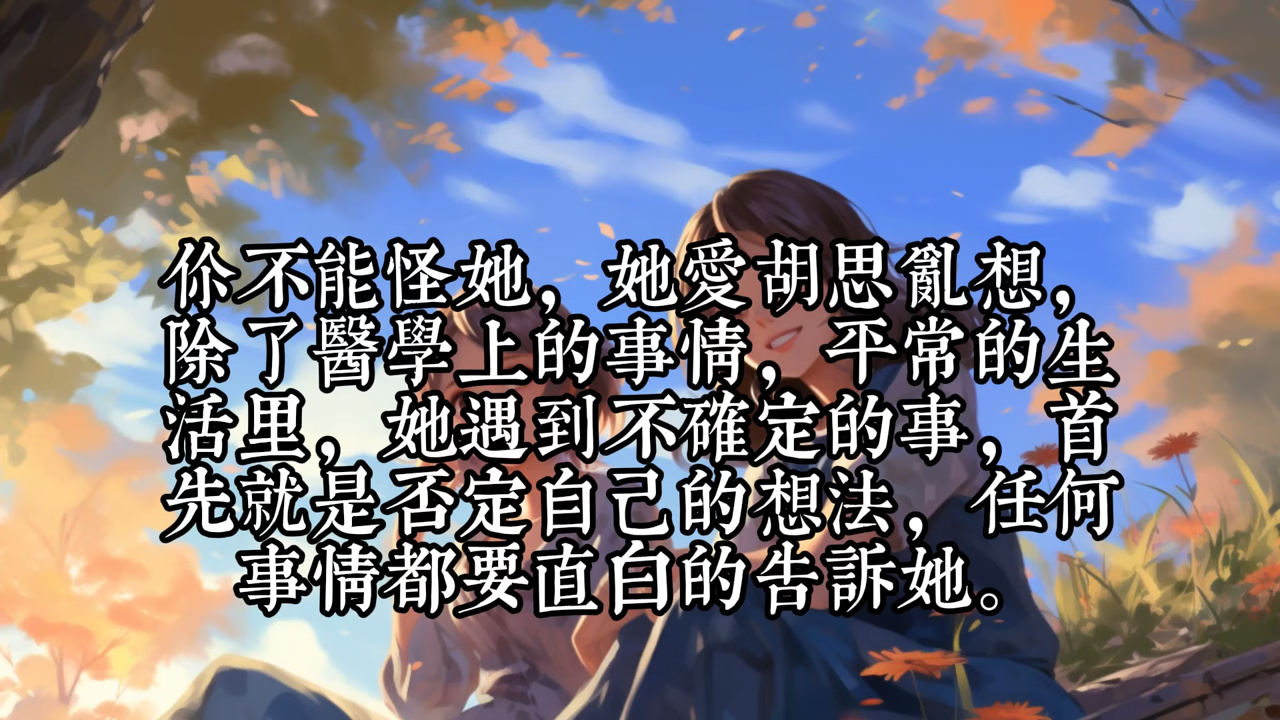 你不能怪她，她愛胡思亂想，
除了醫學上的事情，平常的生
活里，她遇到不確定的事，首
先就是否定自己的想法，任何
事情都要直白的告訴她。